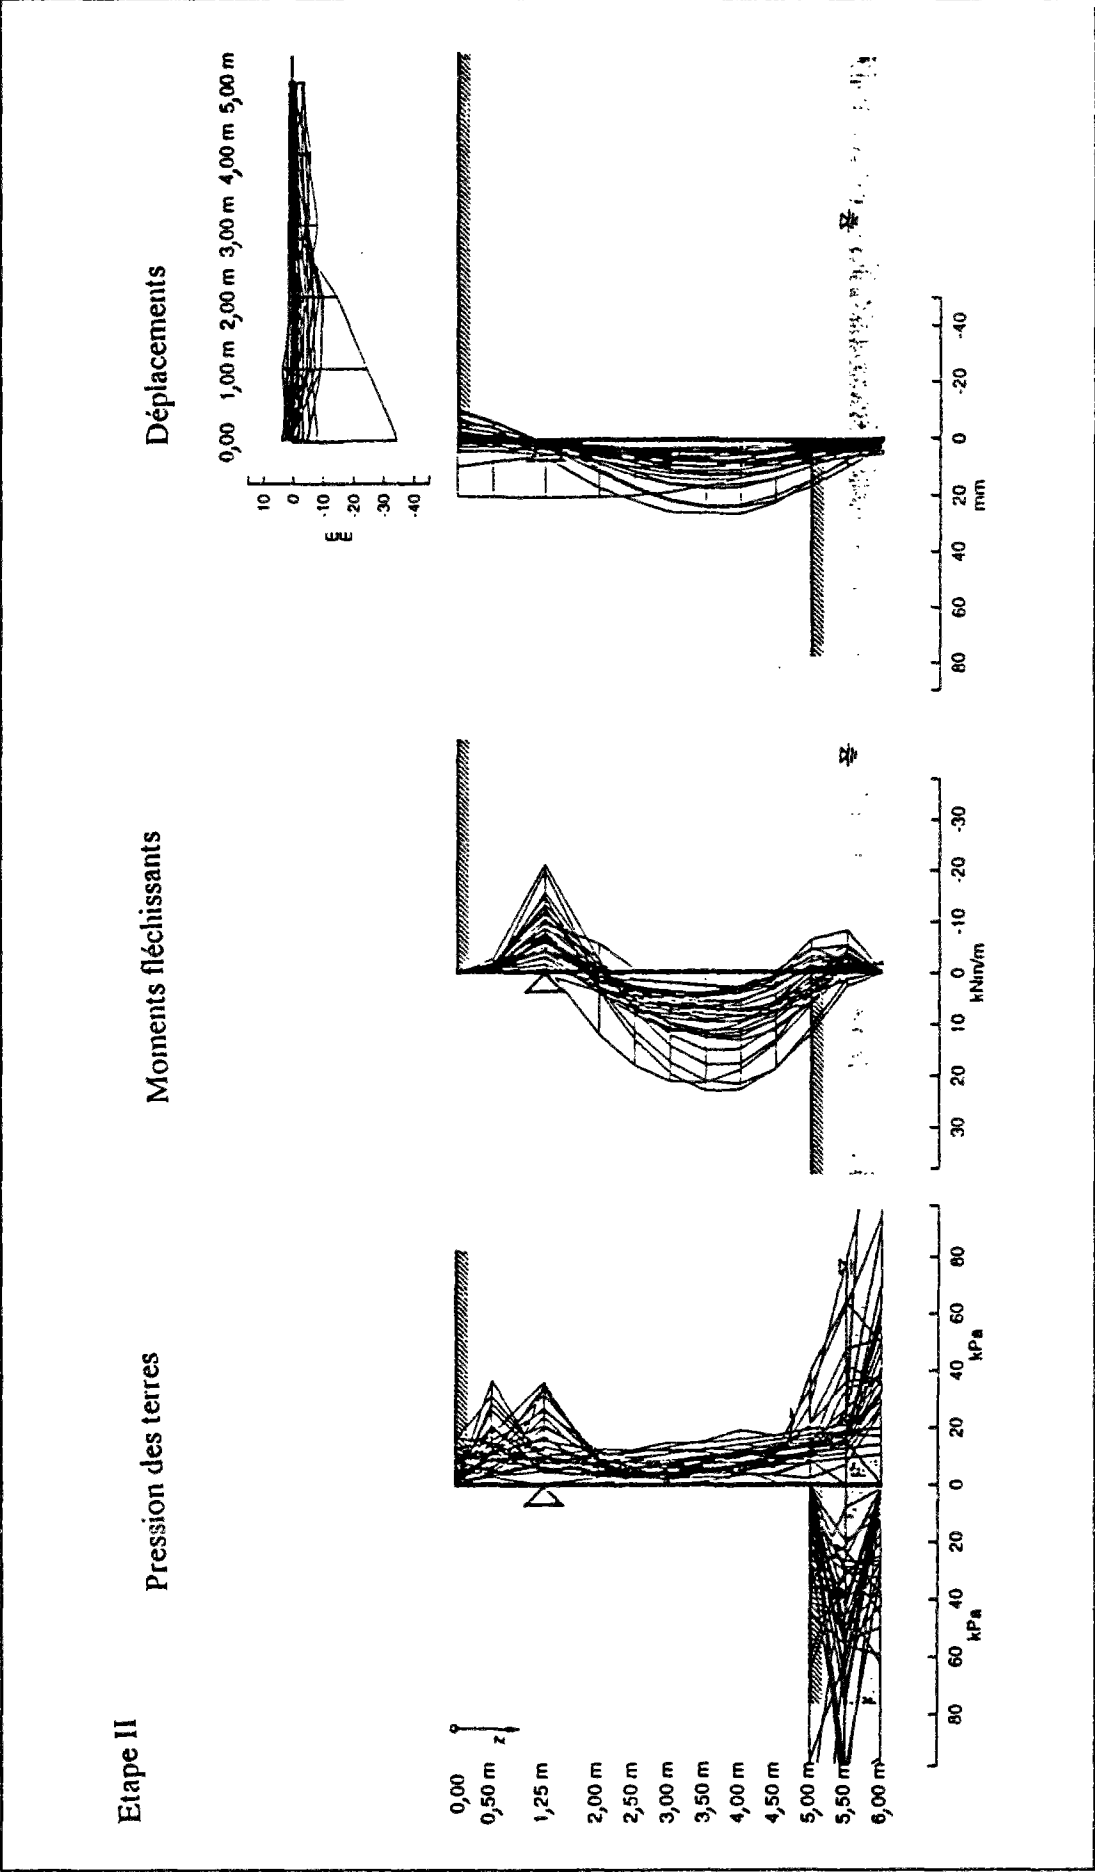 Etape II
Pression des terres
Moments fléchissants
Déplacements
0,00 1,00 m 2,00 m 3,00 m 4,00 m 5,00 m
10
0
-10
-20
-30
-40
z
0,00
0,50 m
1,25 m
2,00 m
2,50 m
3,00 m
3,50 m
4,00 m
4,50 m
5,00 m
5,50 m
6,00 m
80 60 40 20 0 20 40 60 80
kPa kPa
30 20 10 0 -10 -20 -30
kNm/m
80 60 40 20 0 -20 -40
mm